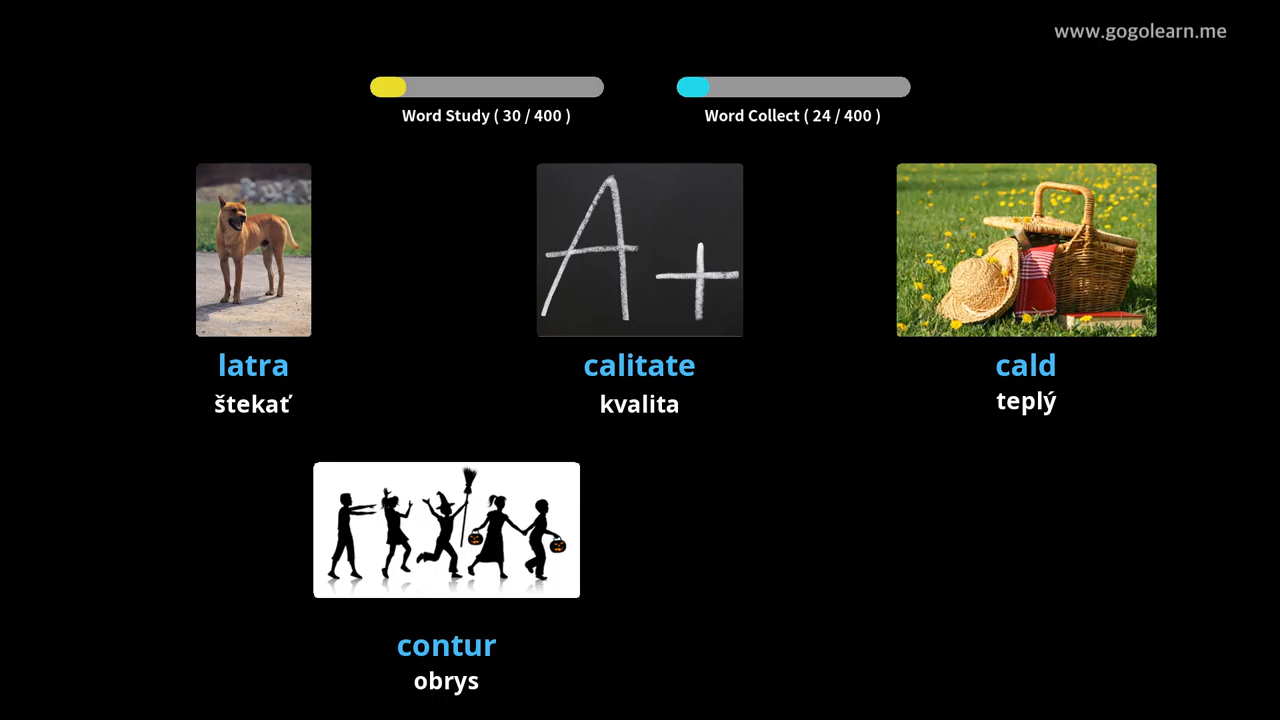 www.gogolearn.me
Word Study ( 30 / 400 )
Word Collect ( 24 / 400 )
A+
latra
calitate
cald
štekať
kvalita
teplý
contur
obrys